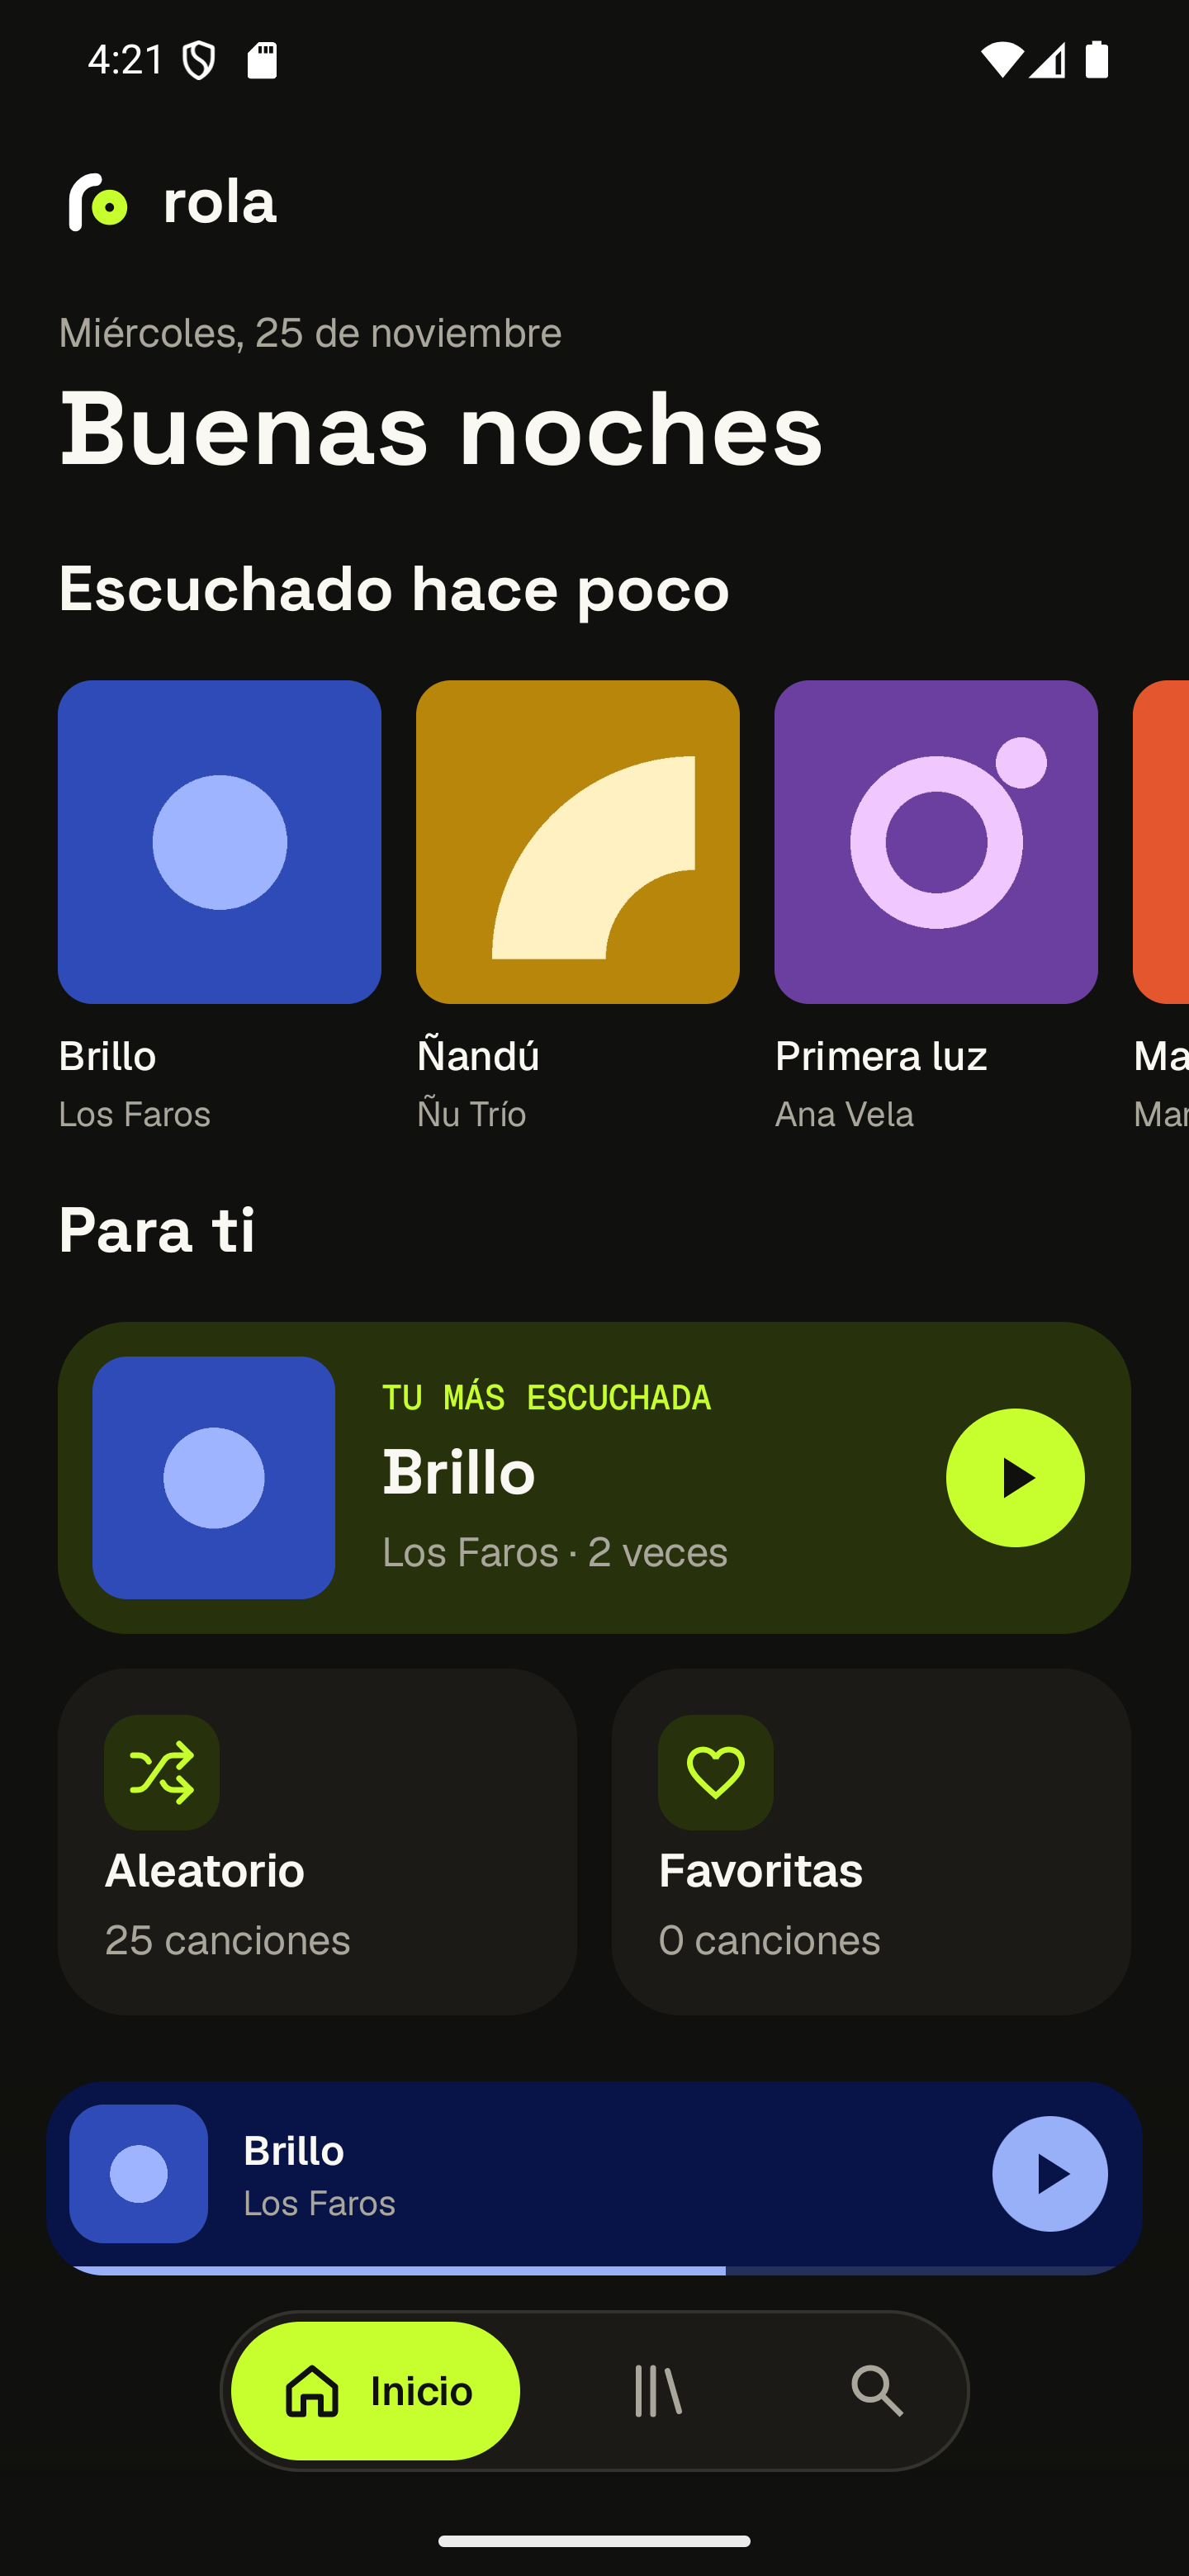 4:21
rola
Miércoles, 25 de noviembre
Buenas noches
Escuchado hace poco
Brillo
Los Faros
Ñandú
Ñu Trío
Primera luz
Ana Vela
Para ti
TU MÁS ESCUCHADA
Brillo
Los Faros · 2 veces
Aleatorio
25 canciones
Favoritas
0 canciones
Brillo
Los Faros
Inicio